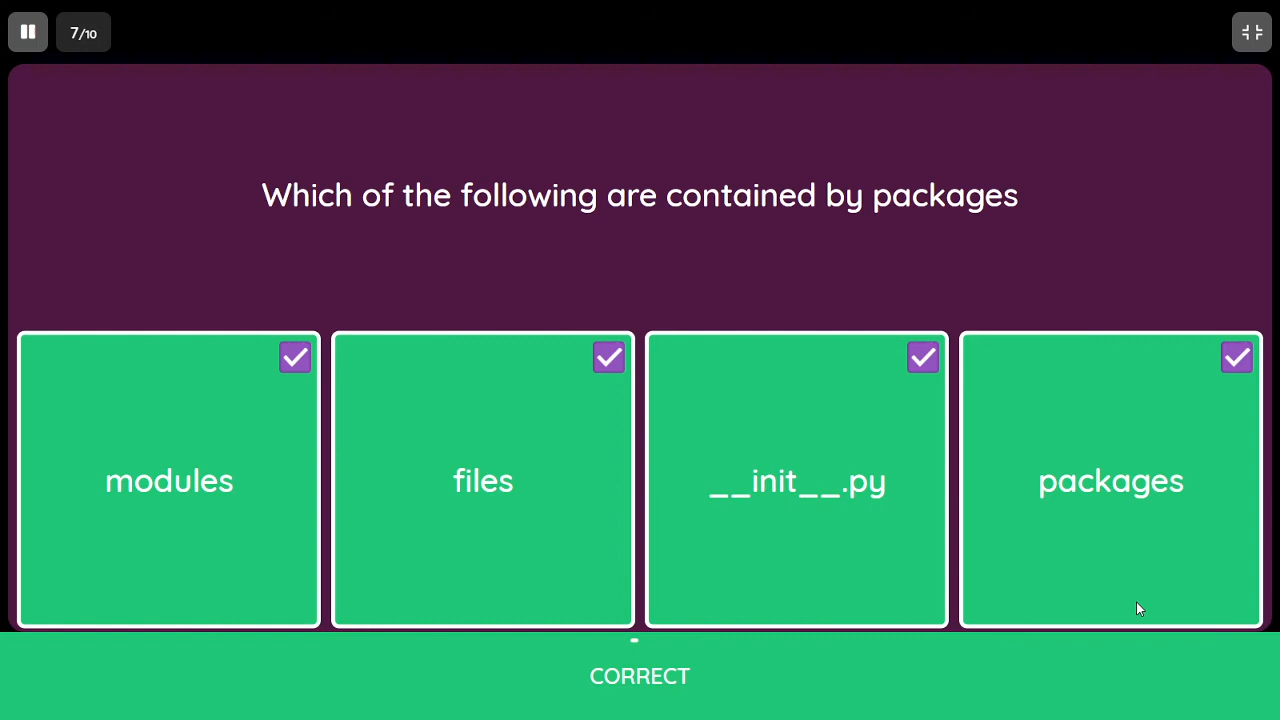 7/10
Which of the following are contained by packages
modules
files
__init__.py
packages
CORRECT